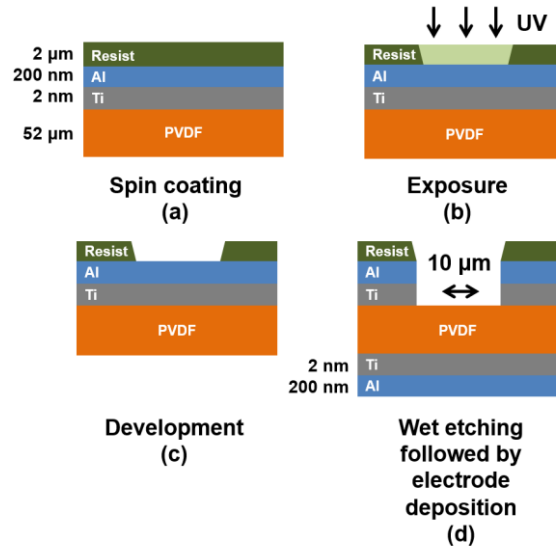 UV
2 µm
Resist
Resist
200 nm
Al
Al
2 nm
Ti
Ti
52 µm
PVDF
PVDF
Spin coating
(a)
Exposure
(b)
Resist
Resist
Al
Al
10 µm
Ti
Ti
PVDF
PVDF
2 nm
Ti
200 nm
Al
Development
(c)
Wet etching
followed by
electrode
deposition
(d)